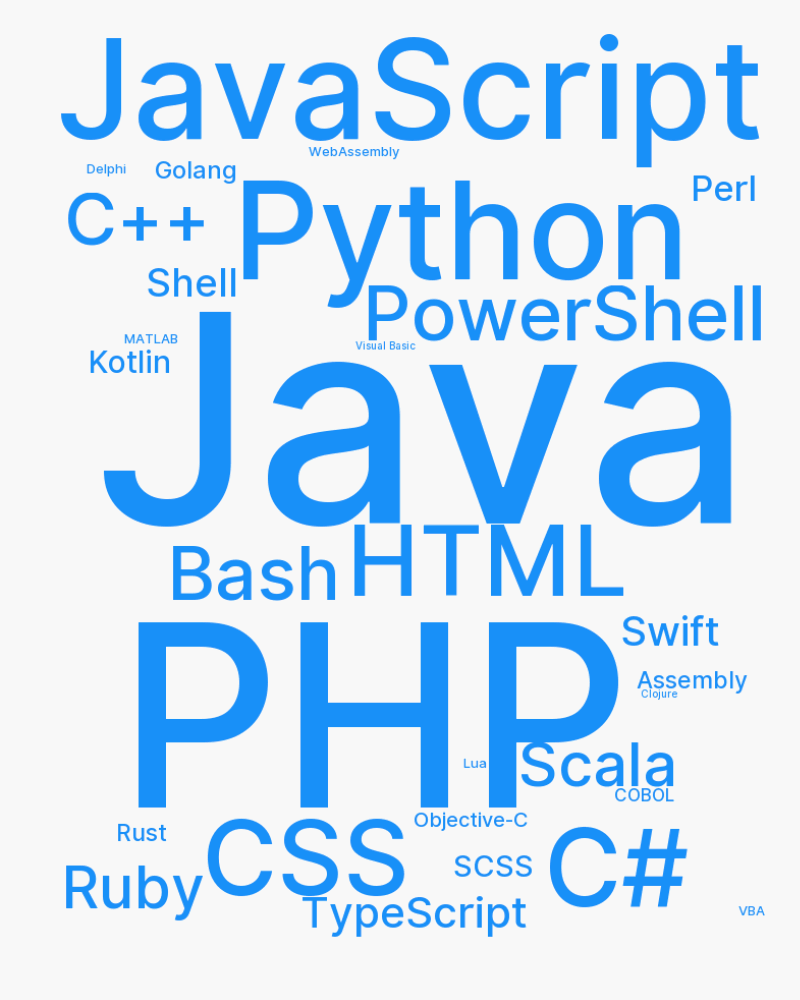 JavaScript
WebAssembly
Delphi
Golang
Perl
C++
Python
Shell
PowerShell
MATLAB
Visual Basic
Kotlin
Java
Bash
HTML
Swift
PHP
Assembly
Clojure
Lua
Scala
COBOL
Rust
Objective-C
CSS
SCSS
C#
Ruby
TypeScript
VBA